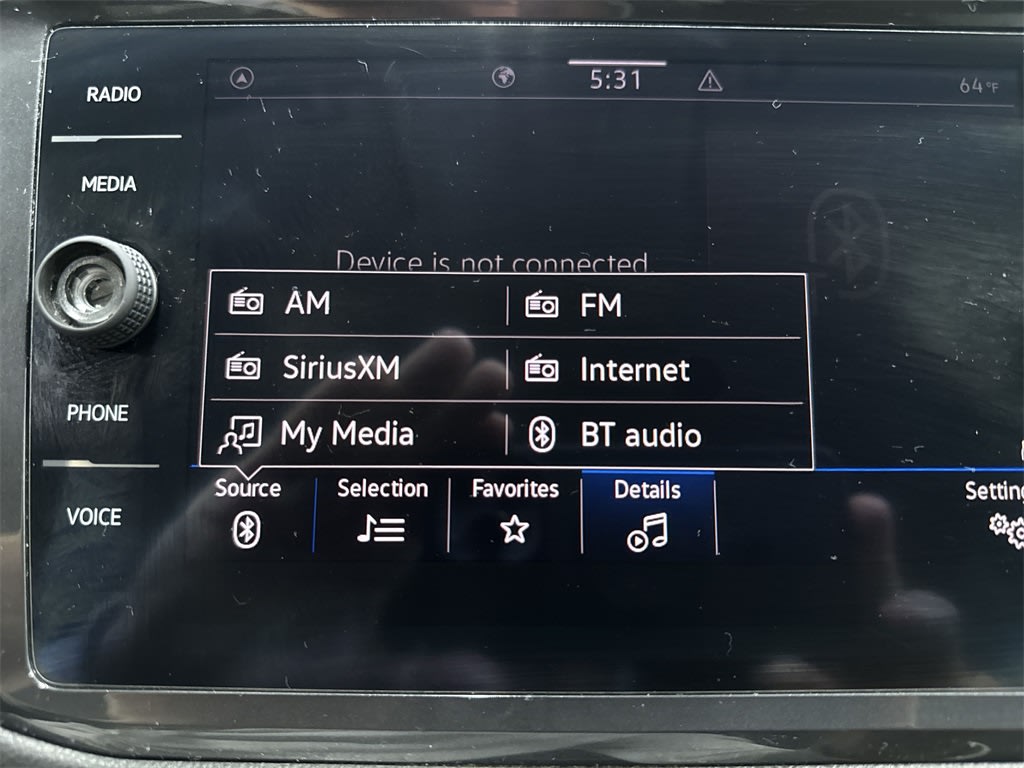 RADIO
MEDIA
PHONE
VOICE
5:31
64°F
Device is not connected.
AM
FM
SiriusXM
Internet
My Media
BT audio
Source
Selection
Favorites
Details
Setting